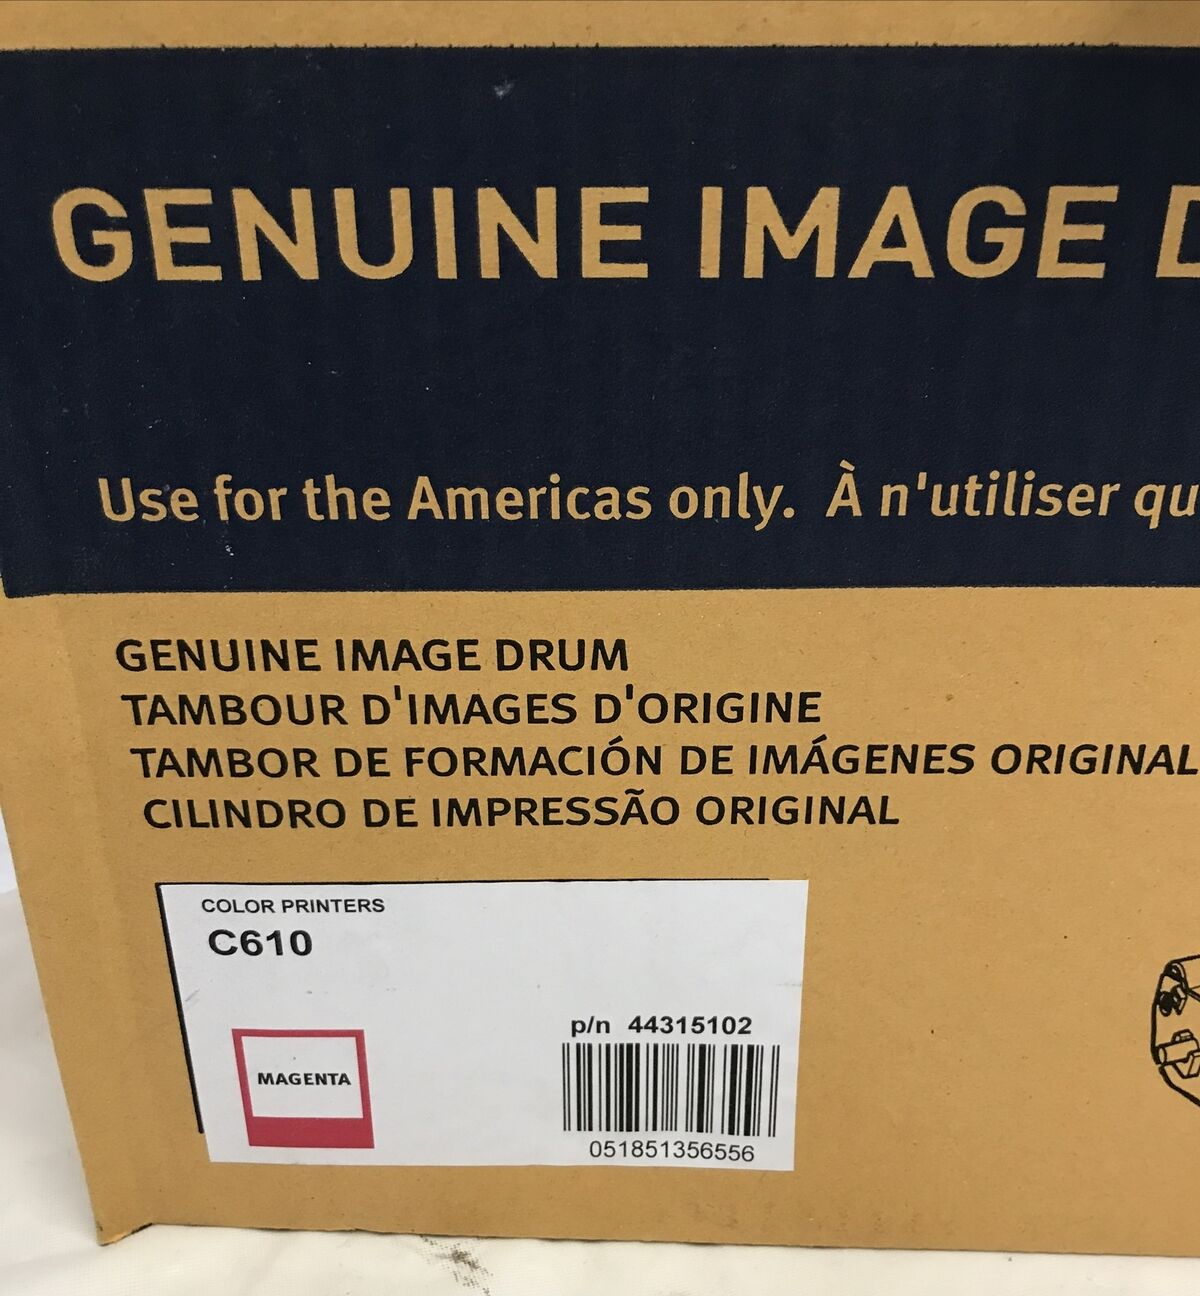 GENUINE IMAGE D
Use for the Americas only. À n'utiliser qu
GENUINE IMAGE DRUM
TAMBOUR D'IMAGES D'ORIGINE
TAMBOR DE FORMACIÓN DE IMÁGENES ORIGINAL
CILINDRO DE IMPRESSÃO ORIGINAL
COLOR PRINTERS
C610
MAGENTA
p/n 44315102
051851356556